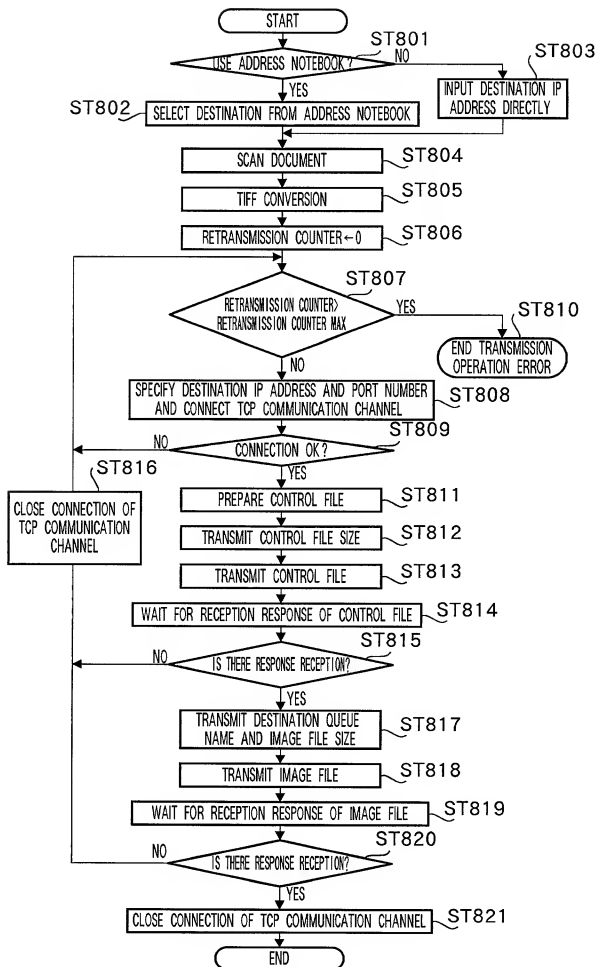 START
ST801
USE ADDRESS NOTEBOOK?
NO
ST803
YES
INPUT DESTINATION IP
ADDRESS DIRECTLY
ST802
SELECT DESTINATION FROM ADDRESS NOTEBOOK
SCAN DOCUMENT
ST804
TIFF CONVERSION
ST805
RETRANSMISSION COUNTER←0
ST806
ST807
RETRANSMISSION COUNTER>
RETRANSMISSION COUNTER MAX
YES
ST810
END TRANSMISSION
OPERATION ERROR
NO
SPECIFY DESTINATION IP ADDRESS AND PORT NUMBER
AND CONNECT TCP COMMUNICATION CHANNEL
ST808
ST809
NO
CONNECTION OK?
YES
ST816
CLOSE CONNECTION OF
TCP COMMUNICATION
CHANNEL
PREPARE CONTROL FILE
ST811
TRANSMIT CONTROL FILE SIZE
ST812
TRANSMIT CONTROL FILE
ST813
WAIT FOR RECEPTION RESPONSE OF CONTROL FILE
ST814
ST815
NO
IS THERE RESPONSE RECEPTION?
YES
TRANSMIT DESTINATION QUEUE
NAME AND IMAGE FILE SIZE
ST817
TRANSMIT IMAGE FILE
ST818
WAIT FOR RECEPTION RESPONSE OF IMAGE FILE
ST819
ST820
NO
IS THERE RESPONSE RECEPTION?
YES
CLOSE CONNECTION OF TCP COMMUNICATION CHANNEL
ST821
END